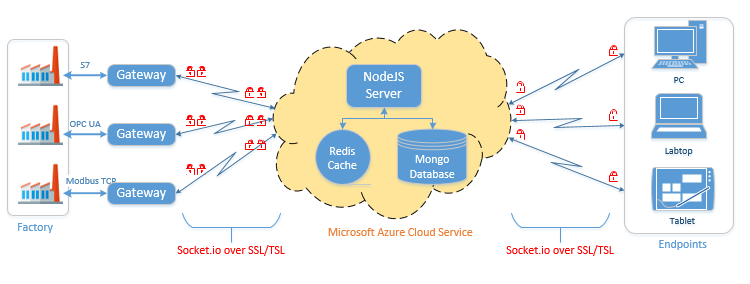 S7
Gateway
OPC UA
Gateway
Modbus TCP
Gateway
Factory
Socket.io over SSL/TSL
NodeJS
Server
Redis
Cache
Mongo
Database
Microsoft Azure Cloud Service
Socket.io over SSL/TSL
PC
Labtop
Tablet
Endpoints